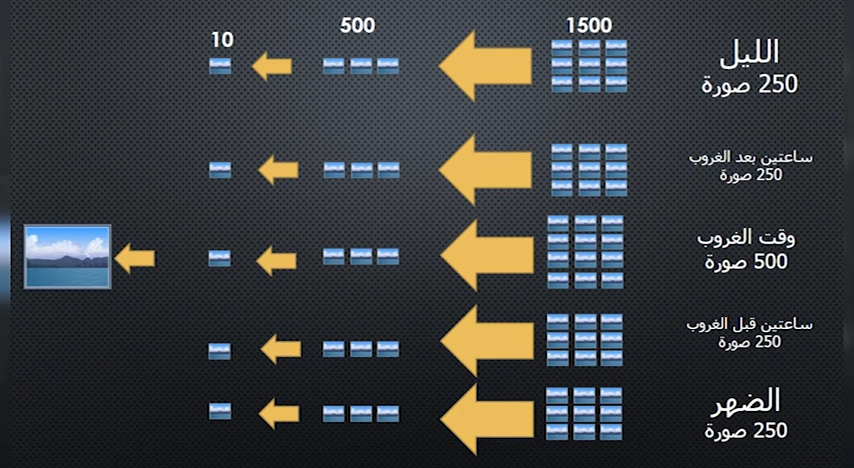 1500
500
10
الليل
250 صورة
ساعتين بعد الغروب
250 صورة
وقت الغروب
500 صورة
ساعتين قبل الغروب
250 صورة
الضهر
250 صورة